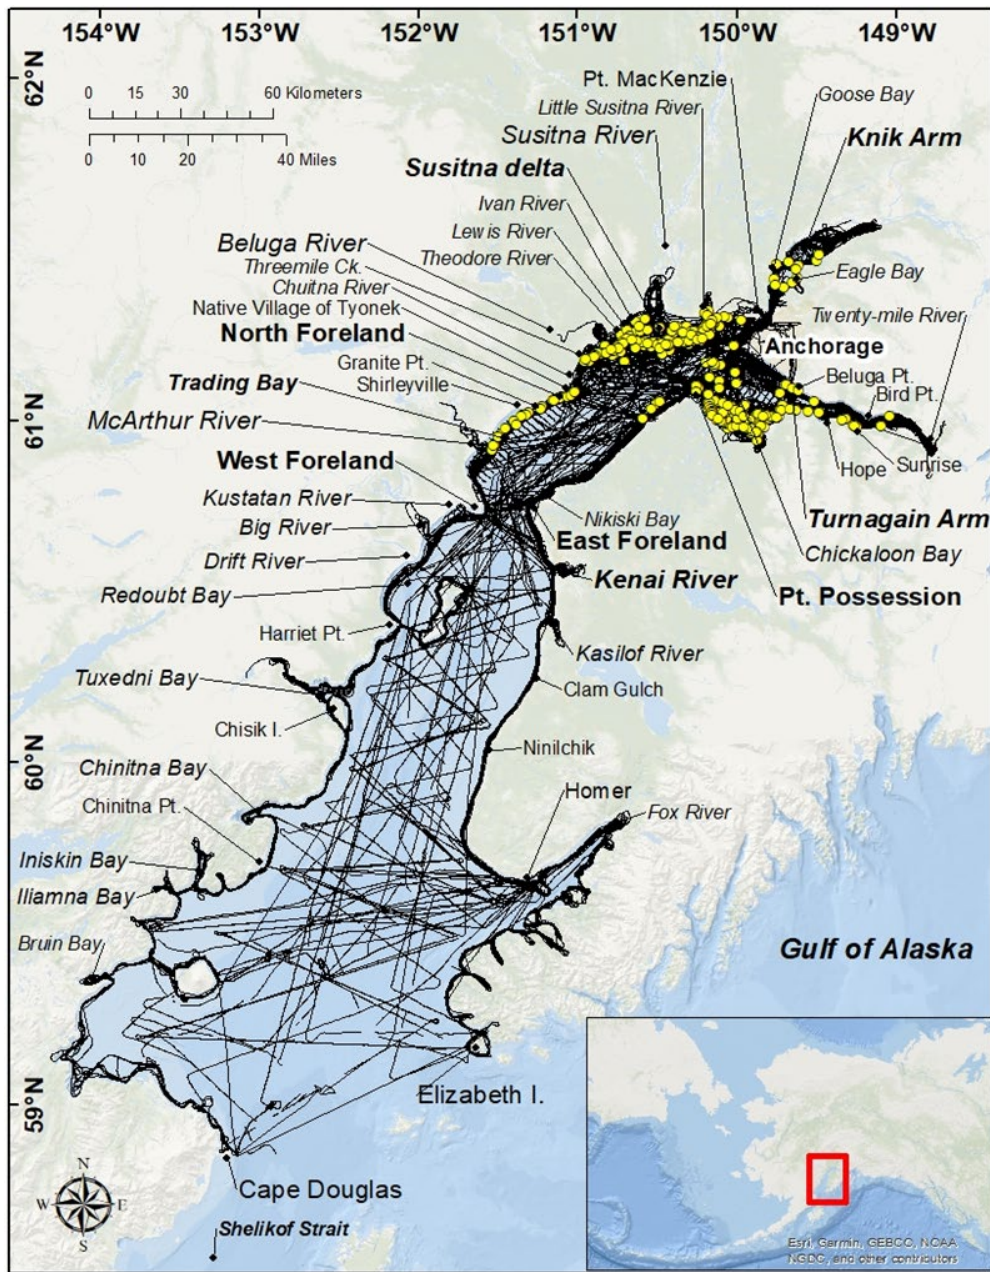 154°W 153°W 152°W 151°W 150°W 149°W
62°N
0 15 30 60 Kilometers
0 10 20 40 Miles
Pt. MacKenzie
Goose Bay
Little Susitna River
Knik Arm
Susitna River
Susitna delta
Ivan River
Lewis River
Theodore River
Beluga River
Threemile Ck.
Chuitna River
Native Village of Tyonek
North Foreland
Granite Pt.
Shirleyville
Trading Bay
McArthur River
Eagle Bay
Twenty-mile River
Anchorage
Beluga Pt.
Bird Pt.
61°N
Hope
Sunrise
West Foreland
Kustatan River
Big River
Drift River
Redoubt Bay
Harriet Pt.
Nikiski Bay
East Foreland
Turnagain Arm
Chickaloon Bay
Kenai River
Pt. Possession
Tuxedni Bay
Chisik I.
Kasilof River
Clam Gulch
Ninilchik
60°N
Chinitna Bay
Chinitna Pt.
Homer
Fox River
Iniskin Bay
Iliamna Bay
Bruin Bay
Gulf of Alaska
59°N
Elizabeth I.
Cape Douglas
Shelikof Strait
N
W E
S
Esri, Garmin, GEBCO, NOAA
NGDC, and other contributors